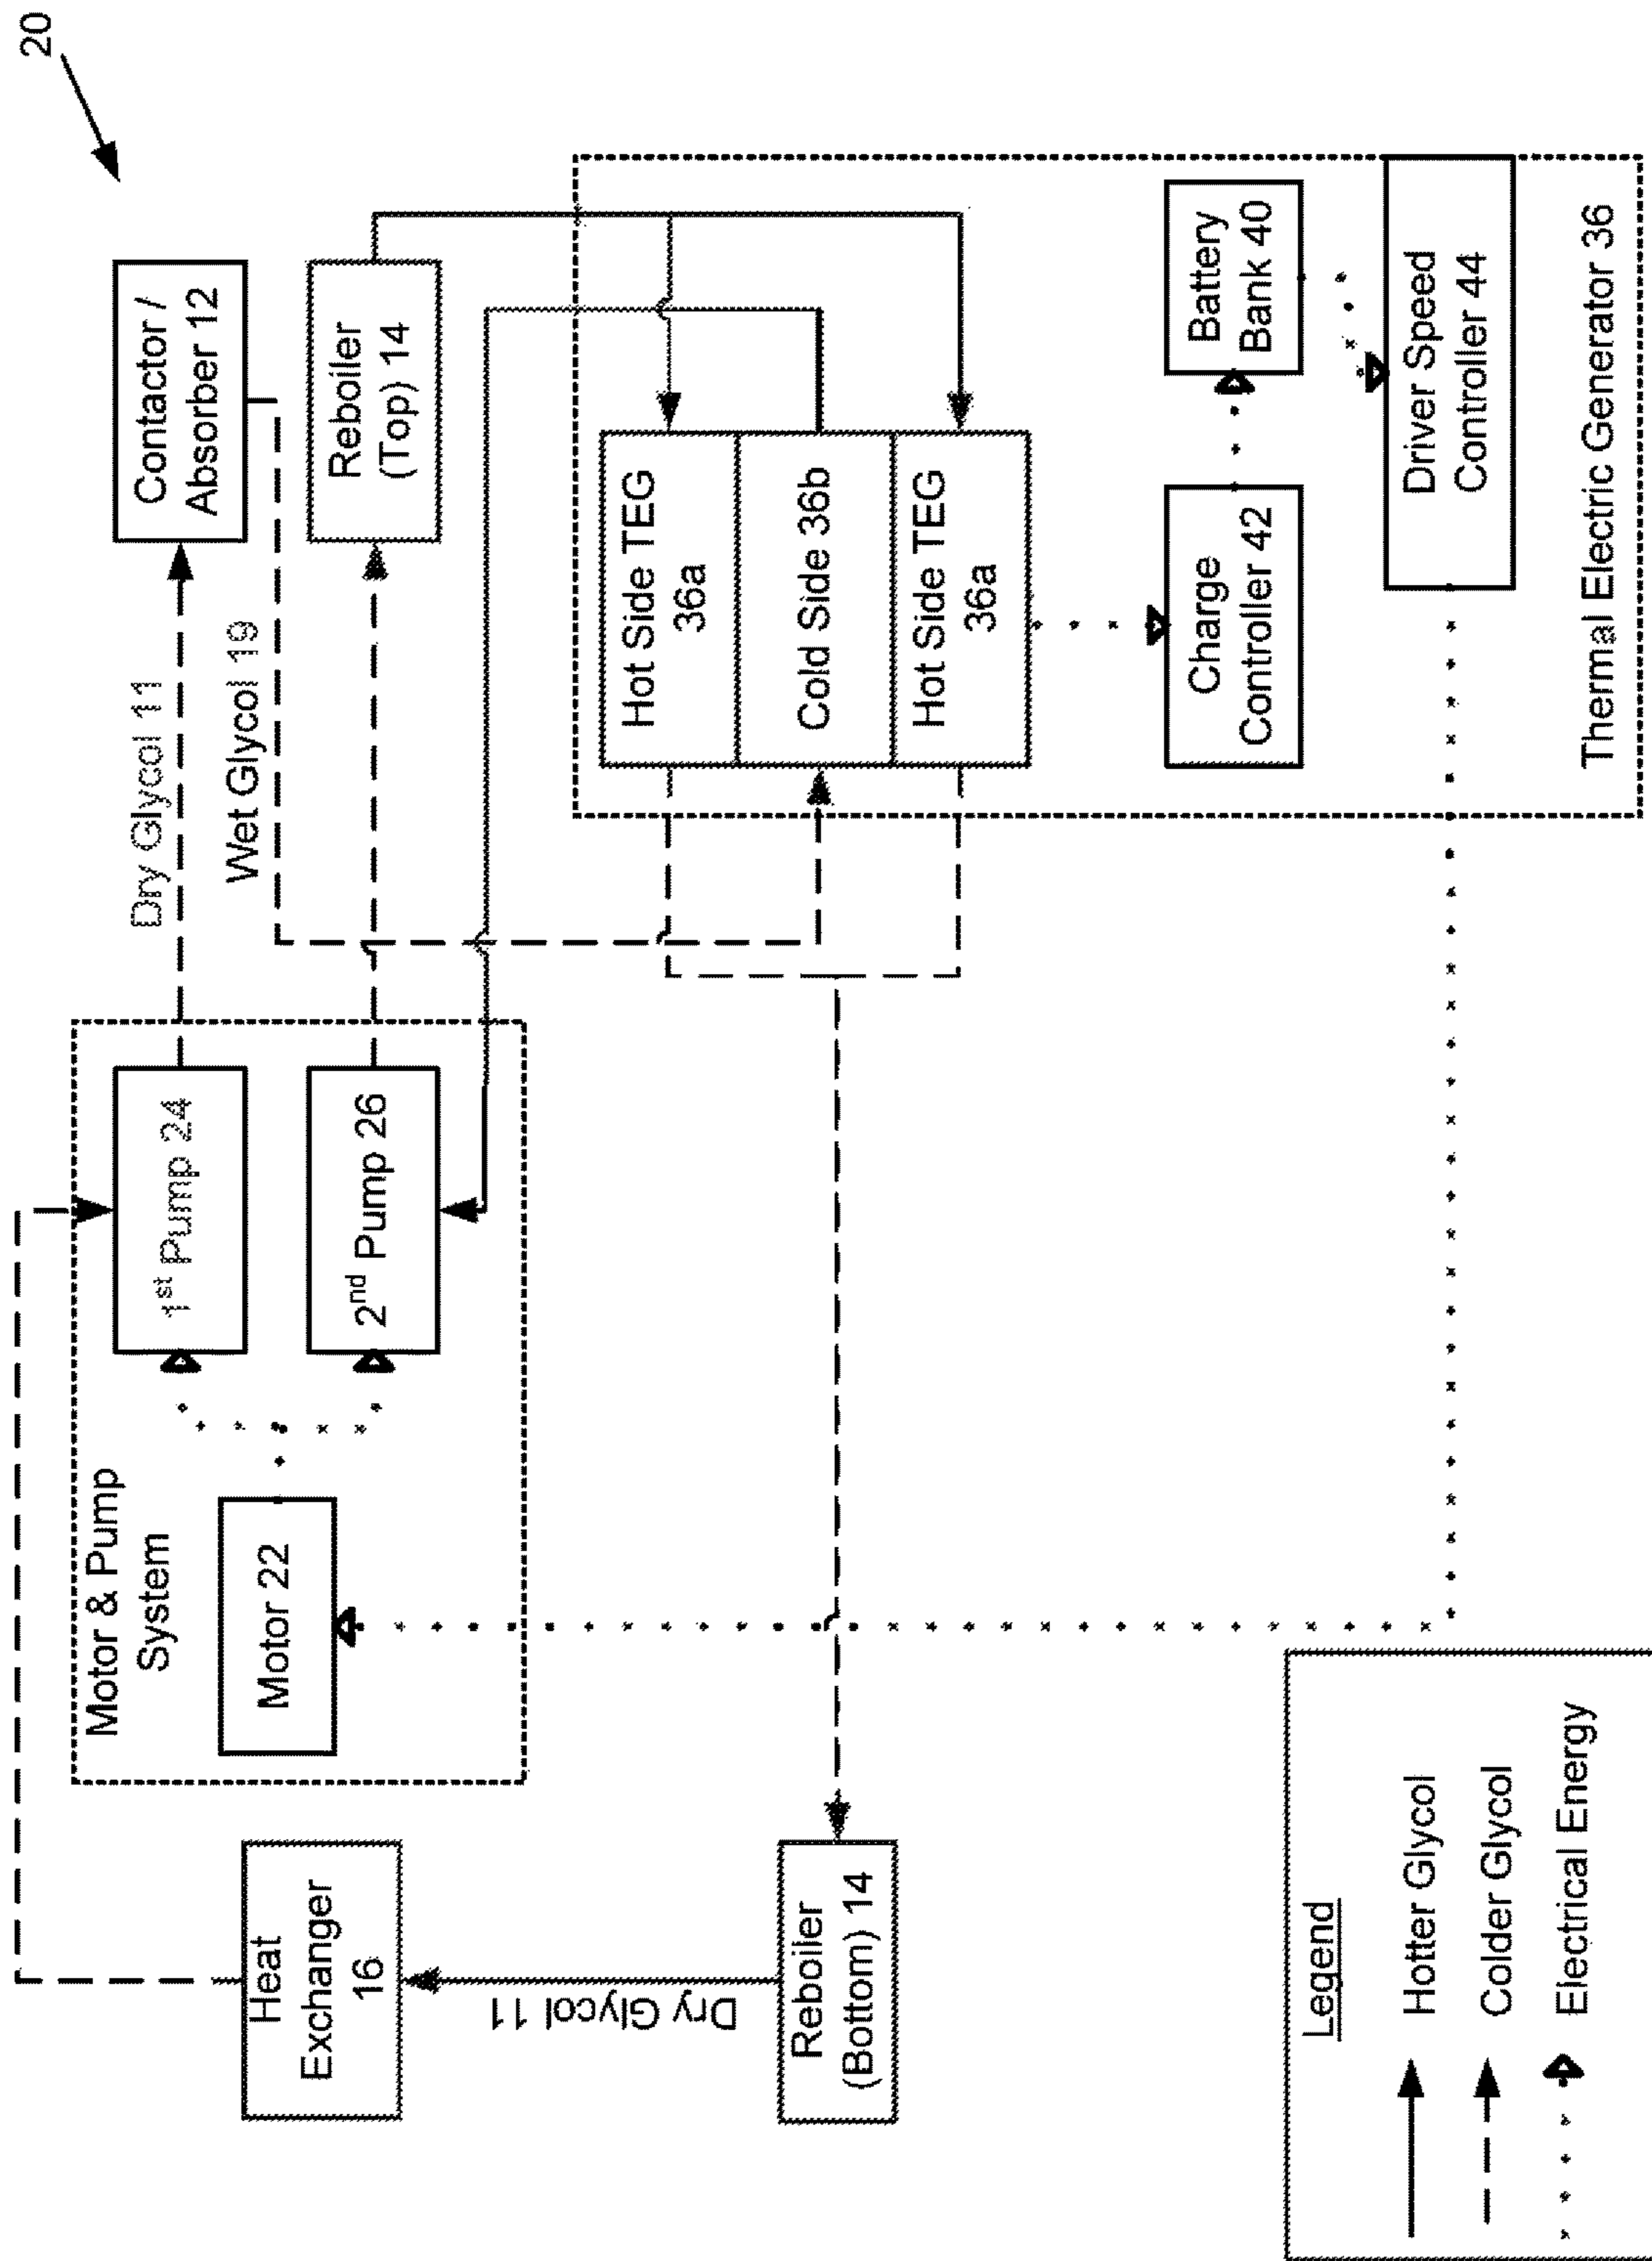 20
Motor & Pump
System
Motor 22
1st Pump 24
2nd Pump 26
Dry Glycol 11
Wet Glycol 19
Contactor /
Absorber 12
Reboiler
(Top) 14
Heat
Exchanger
16
Dry Glycol 11
Reboiler
(Bottom) 14
Hot Side TEG
36a
Cold Side 36b
Hot Side TEG
36a
Charge
Controller 42
Battery
Bank 40
Driver Speed
Controller 44
Thermal Electric Generator 36
Legend
Hotter Glycol
Colder Glycol
Electrical Energy